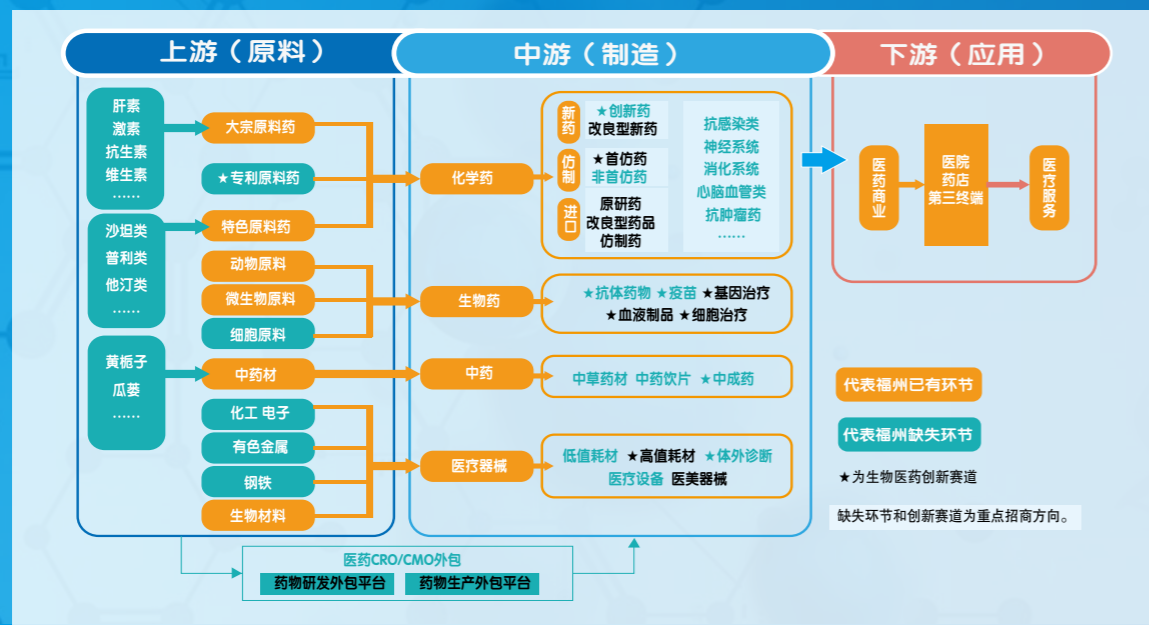 上游（原料）
中游（制造）
下游（应用）
肝素
激素
抗生素
维生素
……
沙坦类
普利类
他汀类
……
黄栀子
瓜蒌
……
大宗原料药
★专利原料药
特色原料药
动物原料
微生物原料
细胞原料
中药材
化工 电子
有色金属
钢铁
生物材料
化学药
生物药
中药
医疗器械
新药
★创新药
改良型新药
仿制
★首仿药
非首仿药
进口
原研药
改良型药品
仿制药
抗感染类
神经系统
消化系统
心脑血管类
抗肿瘤药
……
★抗体药物 ★疫苗 ★基因治疗
★血液制品 ★细胞治疗
中草药材 中药饮片 ★中成药
低值耗材 ★高值耗材 ★体外诊断
医疗设备 医美器械
医药商业
医院
药店
第三终端
医疗服务
代表福州已有环节
代表福州缺失环节
★为生物医药创新赛道
缺失环节和创新赛道为重点招商方向。
医药CRO/CMO外包
药物研发外包平台
药物生产外包平台